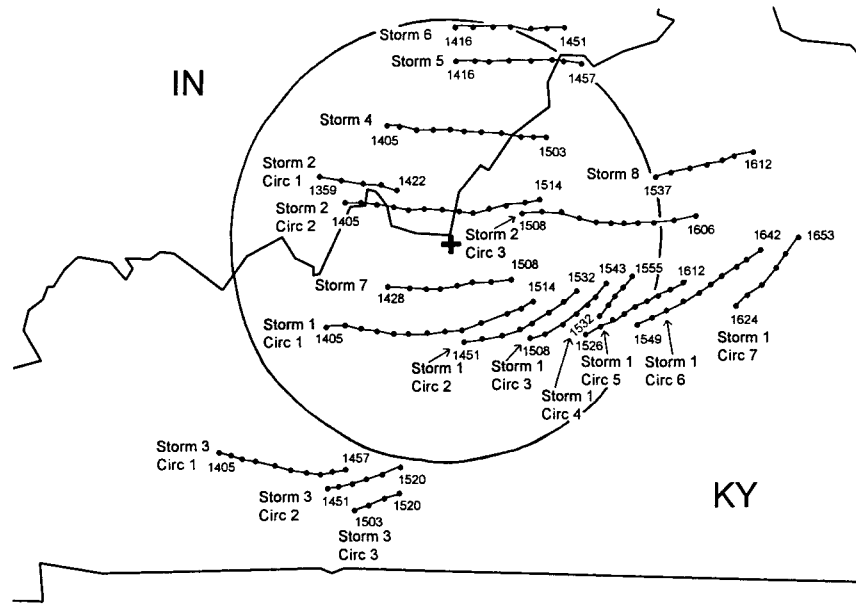 Storm 6
1416
1451
Storm 5
1416
1457
IN
Storm 4
1405
1503
Storm 2
Circ 1
1359
1422
Storm 8
1537
1612
Storm 2
Circ 2
1405
1514
1508
Storm 2
Circ 3
1606
Storm 7
1428
1508
Storm 1
Circ 1
1405
1514
1451
Storm 1
Circ 2
1532
1508
Storm 1
Circ 3
1543
1532
Storm 1
Circ 4
1555
1526
Storm 1
Circ 5
1612
1549
Storm 1
Circ 6
1642
1624
Storm 1
Circ 7
1653
Storm 3
Circ 1
1405
1457
1451
Storm 3
Circ 2
1520
1503
Storm 3
Circ 3
1520
KY